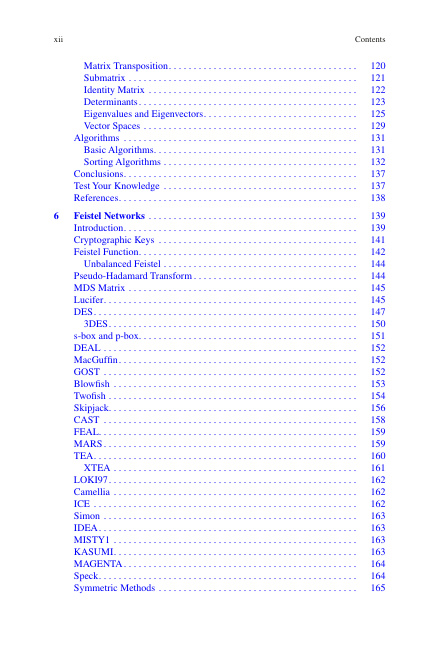 xii Contents
Matrix Transposition. . . . . . . . . . . . . . . . . . . . . . . . . . . . . . . . . . . . . 120
Submatrix . . . . . . . . . . . . . . . . . . . . . . . . . . . . . . . . . . . . . . . . . . . 121
Identity Matrix . . . . . . . . . . . . . . . . . . . . . . . . . . . . . . . . . . . . . . . . 122
Determinants. . . . . . . . . . . . . . . . . . . . . . . . . . . . . . . . . . . . . . . . . . 123
Eigenvalues and Eigenvectors. . . . . . . . . . . . . . . . . . . . . . . . . . . . . . 125
Vector Spaces . . . . . . . . . . . . . . . . . . . . . . . . . . . . . . . . . . . . . . . . . 129
Algorithms . . . . . . . . . . . . . . . . . . . . . . . . . . . . . . . . . . . . . . . . . . . 131
Basic Algorithms. . . . . . . . . . . . . . . . . . . . . . . . . . . . . . . . . . . . . . . 131
Sorting Algorithms . . . . . . . . . . . . . . . . . . . . . . . . . . . . . . . . . . . . . 132
Conclusions. . . . . . . . . . . . . . . . . . . . . . . . . . . . . . . . . . . . . . . . . . . 137
Test Your Knowledge . . . . . . . . . . . . . . . . . . . . . . . . . . . . . . . . . . . . 137
References. . . . . . . . . . . . . . . . . . . . . . . . . . . . . . . . . . . . . . . . . . . . 138
6 Feistel Networks . . . . . . . . . . . . . . . . . . . . . . . . . . . . . . . . . . . . . . 139
Introduction. . . . . . . . . . . . . . . . . . . . . . . . . . . . . . . . . . . . . . . . . . . 139
Cryptographic Keys . . . . . . . . . . . . . . . . . . . . . . . . . . . . . . . . . . . . . 141
Feistel Function. . . . . . . . . . . . . . . . . . . . . . . . . . . . . . . . . . . . . . . . 142
Unbalanced Feistel . . . . . . . . . . . . . . . . . . . . . . . . . . . . . . . . . . . . . 144
Pseudo-Hadamard Transform. . . . . . . . . . . . . . . . . . . . . . . . . . . . . . 144
MDS Matrix . . . . . . . . . . . . . . . . . . . . . . . . . . . . . . . . . . . . . . . . . . 145
Lucifer. . . . . . . . . . . . . . . . . . . . . . . . . . . . . . . . . . . . . . . . . . . . . . . 145
DES. . . . . . . . . . . . . . . . . . . . . . . . . . . . . . . . . . . . . . . . . . . . . . . . . 147
3DES. . . . . . . . . . . . . . . . . . . . . . . . . . . . . . . . . . . . . . . . . . . . . . . . 150
s-box and p-box. . . . . . . . . . . . . . . . . . . . . . . . . . . . . . . . . . . . . . . . 151
DEAL . . . . . . . . . . . . . . . . . . . . . . . . . . . . . . . . . . . . . . . . . . . . . . . 152
MacGuffin. . . . . . . . . . . . . . . . . . . . . . . . . . . . . . . . . . . . . . . . . . . . 152
GOST . . . . . . . . . . . . . . . . . . . . . . . . . . . . . . . . . . . . . . . . . . . . . . . 152
Blowfish . . . . . . . . . . . . . . . . . . . . . . . . . . . . . . . . . . . . . . . . . . . . . 153
Twofish . . . . . . . . . . . . . . . . . . . . . . . . . . . . . . . . . . . . . . . . . . . . . . 154
Skipjack. . . . . . . . . . . . . . . . . . . . . . . . . . . . . . . . . . . . . . . . . . . . . . 156
CAST . . . . . . . . . . . . . . . . . . . . . . . . . . . . . . . . . . . . . . . . . . . . . . . 158
FEAL. . . . . . . . . . . . . . . . . . . . . . . . . . . . . . . . . . . . . . . . . . . . . . . . 159
MARS. . . . . . . . . . . . . . . . . . . . . . . . . . . . . . . . . . . . . . . . . . . . . . . 159
TEA. . . . . . . . . . . . . . . . . . . . . . . . . . . . . . . . . . . . . . . . . . . . . . . . . 160
XTEA . . . . . . . . . . . . . . . . . . . . . . . . . . . . . . . . . . . . . . . . . . . . . . . 161
LOKI97. . . . . . . . . . . . . . . . . . . . . . . . . . . . . . . . . . . . . . . . . . . . . . 162
Camellia . . . . . . . . . . . . . . . . . . . . . . . . . . . . . . . . . . . . . . . . . . . . . 162
ICE . . . . . . . . . . . . . . . . . . . . . . . . . . . . . . . . . . . . . . . . . . . . . . . . . 162
Simon . . . . . . . . . . . . . . . . . . . . . . . . . . . . . . . . . . . . . . . . . . . . . . . 163
IDEA. . . . . . . . . . . . . . . . . . . . . . . . . . . . . . . . . . . . . . . . . . . . . . . . 163
MISTY1 . . . . . . . . . . . . . . . . . . . . . . . . . . . . . . . . . . . . . . . . . . . . . 163
KASUMI. . . . . . . . . . . . . . . . . . . . . . . . . . . . . . . . . . . . . . . . . . . . . 163
MAGENTA. . . . . . . . . . . . . . . . . . . . . . . . . . . . . . . . . . . . . . . . . . . 164
Speck. . . . . . . . . . . . . . . . . . . . . . . . . . . . . . . . . . . . . . . . . . . . . . . . 164
Symmetric Methods . . . . . . . . . . . . . . . . . . . . . . . . . . . . . . . . . . . . . 165